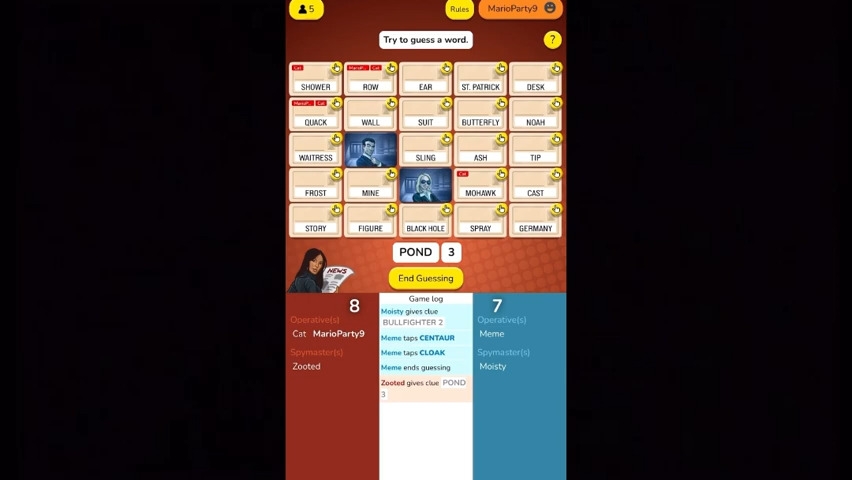 5
Rules
MarioParty9
Try to guess a word.
?
Cat
MarioP... Cat
SHOWER ROW EAR ST. PATRICK DESK
MarioP... Cat
QUACK WALL SUIT BUTTERFLY NOAH
WAITRESS SLING ASH TIP
Cat
FROST MINE MOHAWK CAST
STORY FIGURE BLACK HOLE SPRAY GERMANY
NEWS
POND 3
End Guessing
8
Operative(s)
Cat MarioParty9
Spymaster(s)
Zooted
Game log
Moisty gives clue
BULLFIGHTER 2
Meme taps CENTAUR
Meme taps CLOAK
Meme ends guessing
Zooted gives clue POND
3
7
Operative(s)
Meme
Spymaster(s)
Moisty